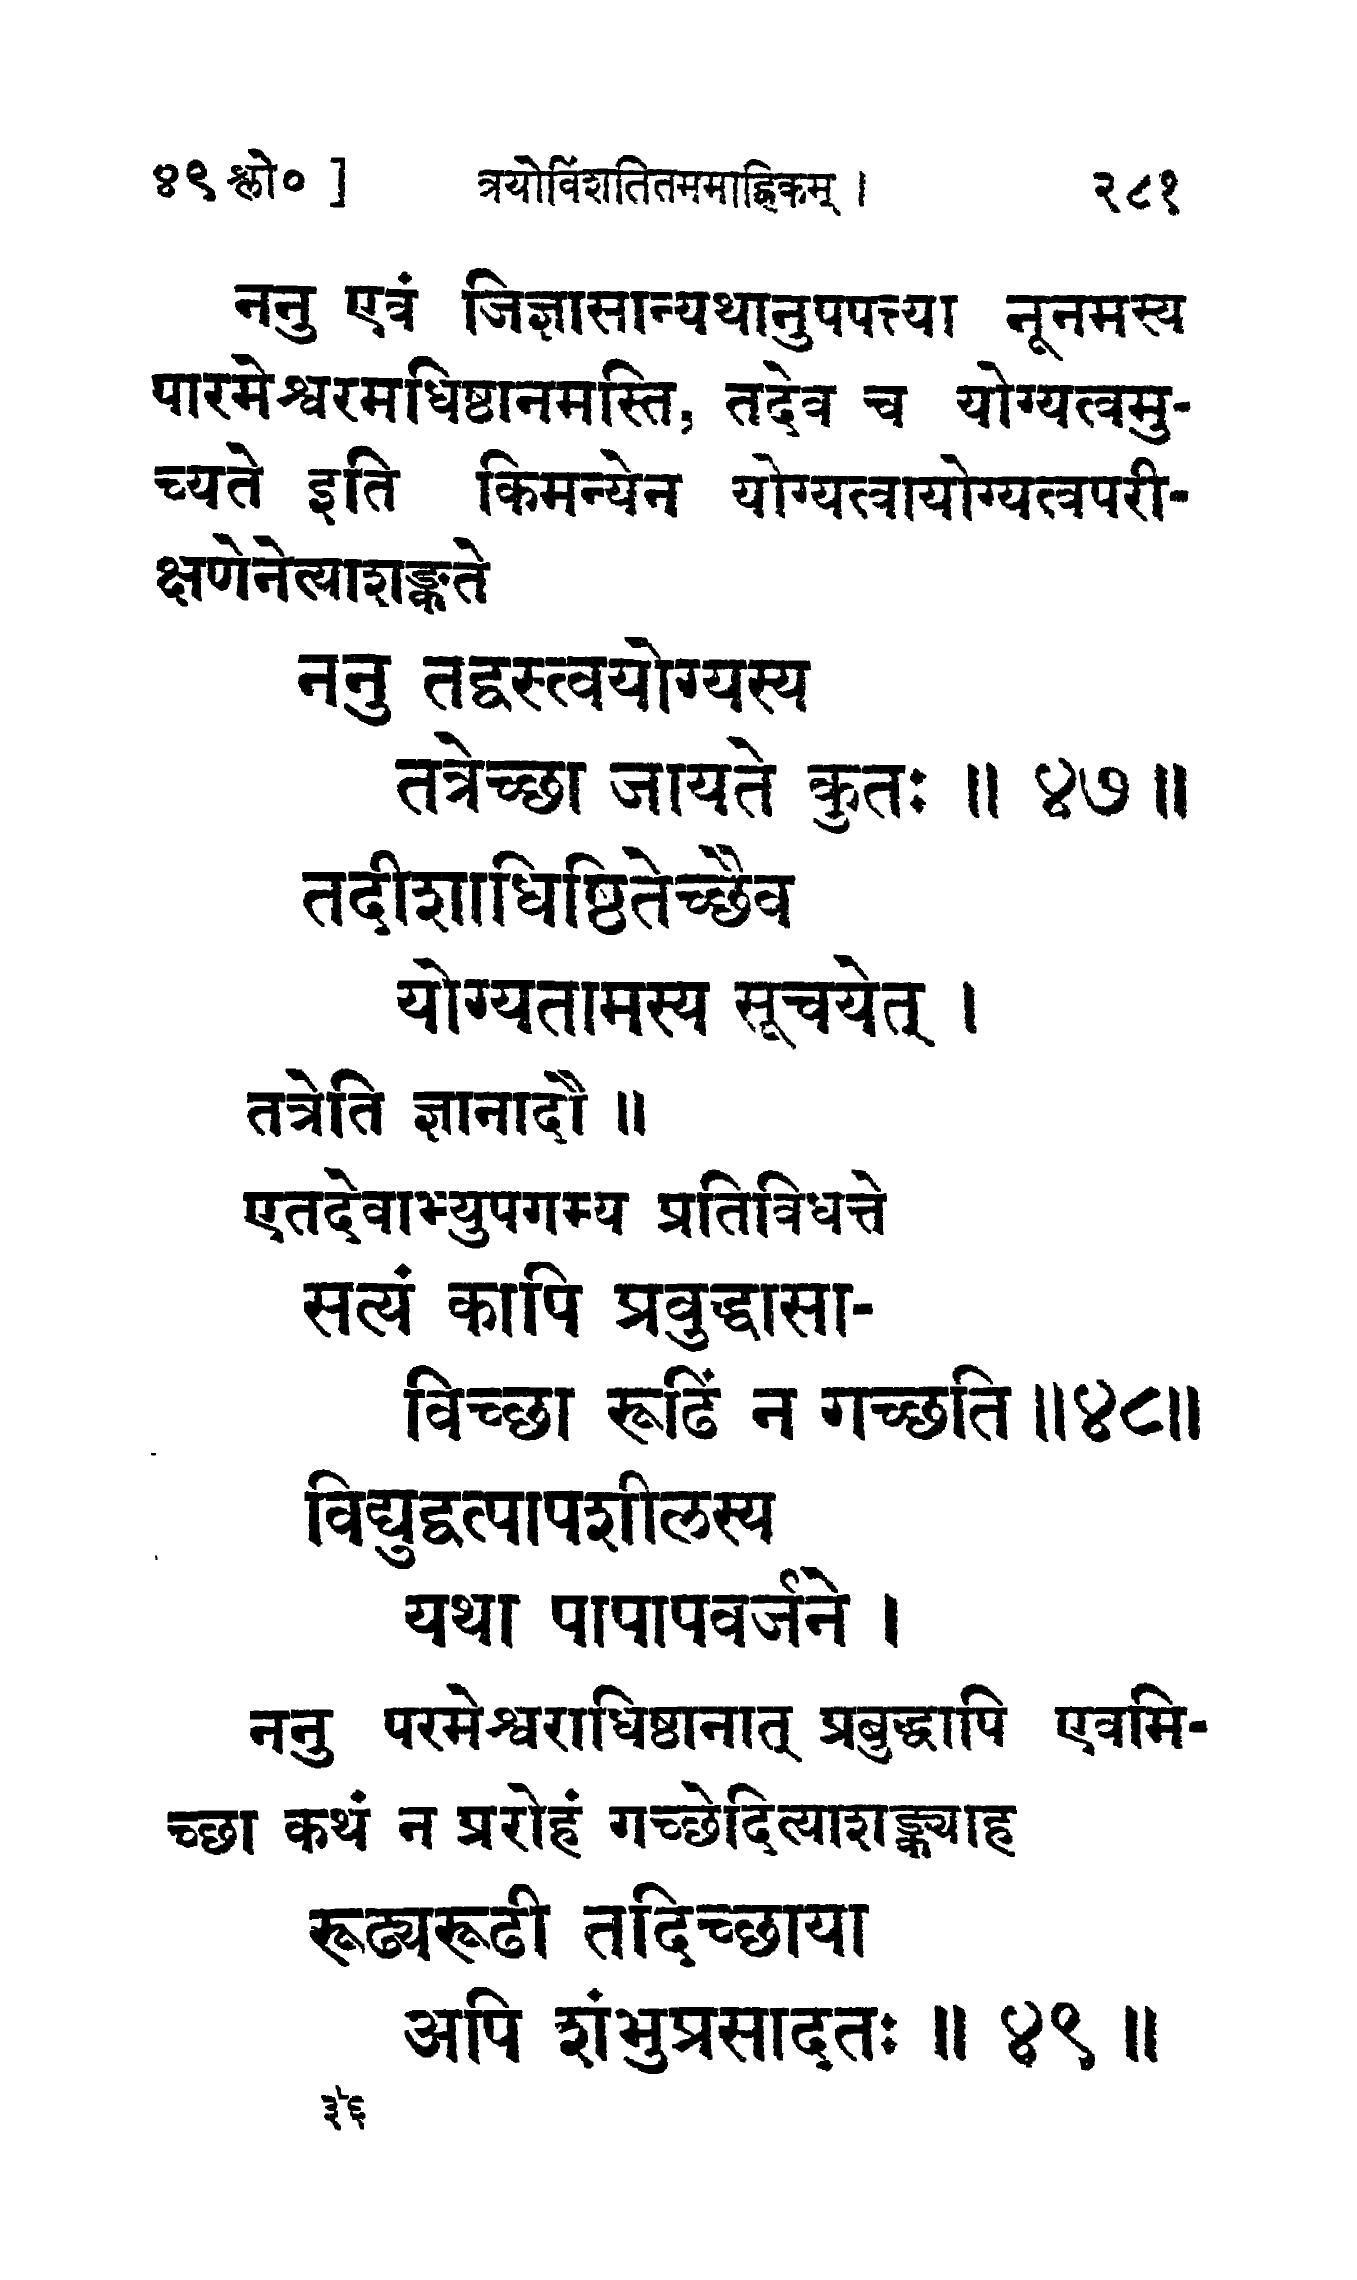 ४९ श्लो० ] त्रयोविंशतितममाह्निकम् । २८१
ननु एवं जिज्ञासान्यथानुपपत्त्या नूनमस्य
पारमेश्वरमधिष्ठानमस्ति, तदेव च योग्यत्वमु-
च्यते इति किमन्येन योग्यत्वायोग्यत्वपरी-
क्षणेनेत्याशङ्कते
ननु तद्वस्त्वयोग्यस्य
तत्रेच्छा जायते कुतः ॥ ४७ ॥
तदीशाधिष्ठितेच्छैव
योग्यतामस्य सूचयेत् ।
तत्रेति ज्ञानादौ ॥
एतदेवाभ्युपगम्य प्रतिविधत्ते
सत्यं कापि प्रबुद्धासा-
विच्छा रूढिं न गच्छति ॥४८॥
विद्युद्वत्पापशीलस्य
यथा पापापवर्जने ।
ननु परमेश्वराधिष्ठानात् प्रबुद्धापि एवमि-
च्छा कथं न प्ररोहं गच्छेदित्याशङ्क्याह
रूढ्यरूढी तदिच्छाया
अपि शंभुप्रसादतः ॥ ४९ ॥
३६